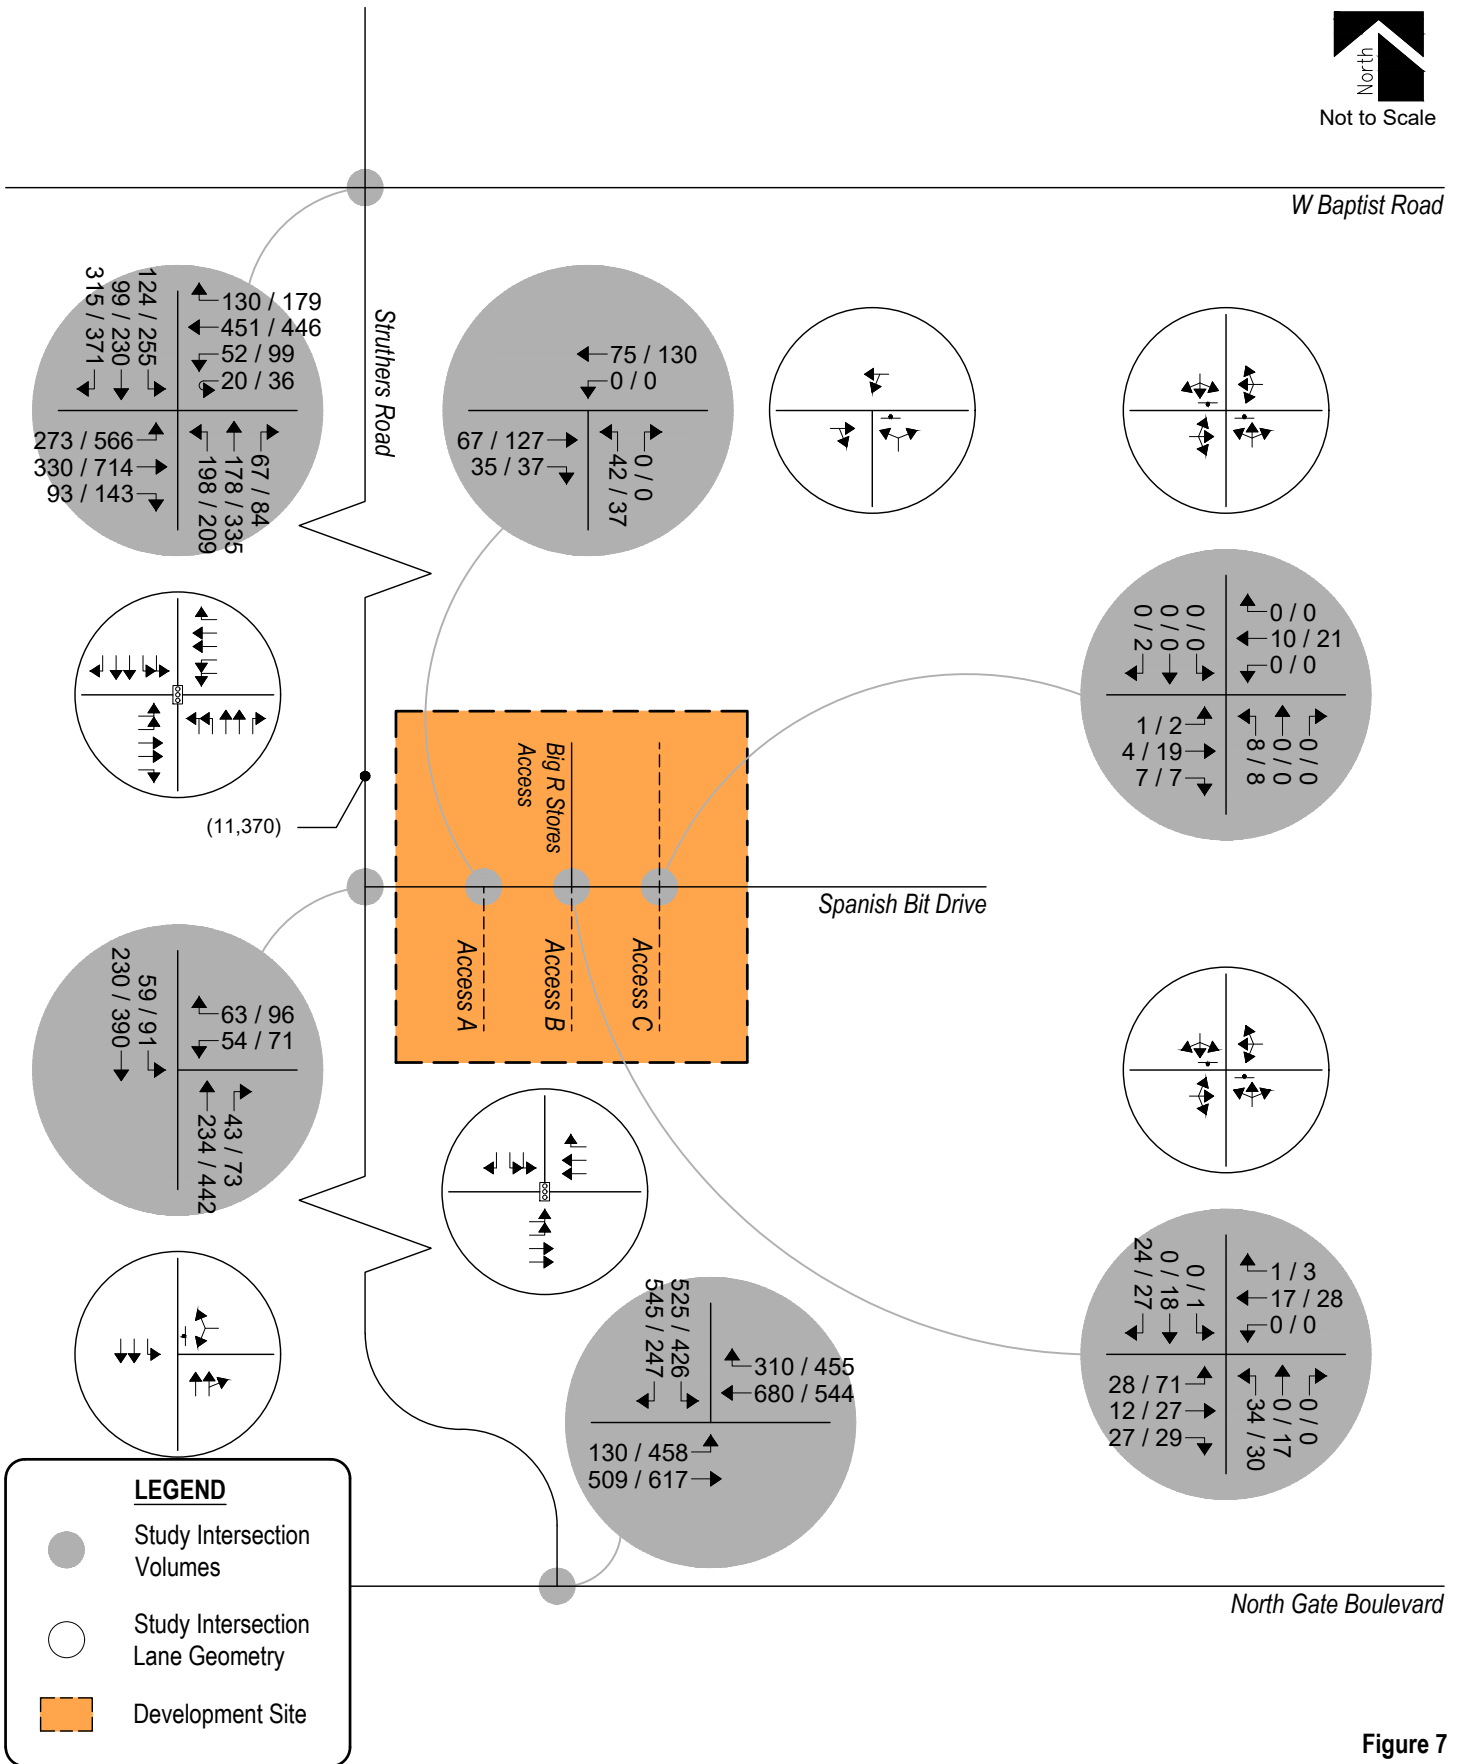 North
Not to Scale
W Baptist Road
Struthers Road
315 / 371
99 / 230
124 / 255
130 / 179
451 / 446
52 / 99
20 / 36
273 / 566
330 / 714
93 / 143
198 / 209
178 / 335
67 / 84
75 / 130
0 / 0
67 / 127
35 / 37
42 / 37
0 / 0
0 / 2
0 / 0
0 / 0
0 / 0
10 / 21
0 / 0
1 / 2
4 / 19
7 / 7
8 / 8
0 / 0
0 / 0
(11,370)
Big R Stores
Access
Spanish Bit Drive
Access A
Access B
Access C
230 / 390
59 / 91
63 / 96
54 / 71
234 / 442
43 / 73
545 / 247
525 / 426
310 / 455
680 / 544
130 / 458
509 / 617
24 / 27
0 / 18
0 / 1
1 / 3
17 / 28
0 / 0
28 / 71
12 / 27
27 / 29
34 / 30
0 / 17
0 / 0
LEGEND
Study Intersection
Volumes
Study Intersection
Lane Geometry
Development Site
North Gate Boulevard
Figure 7